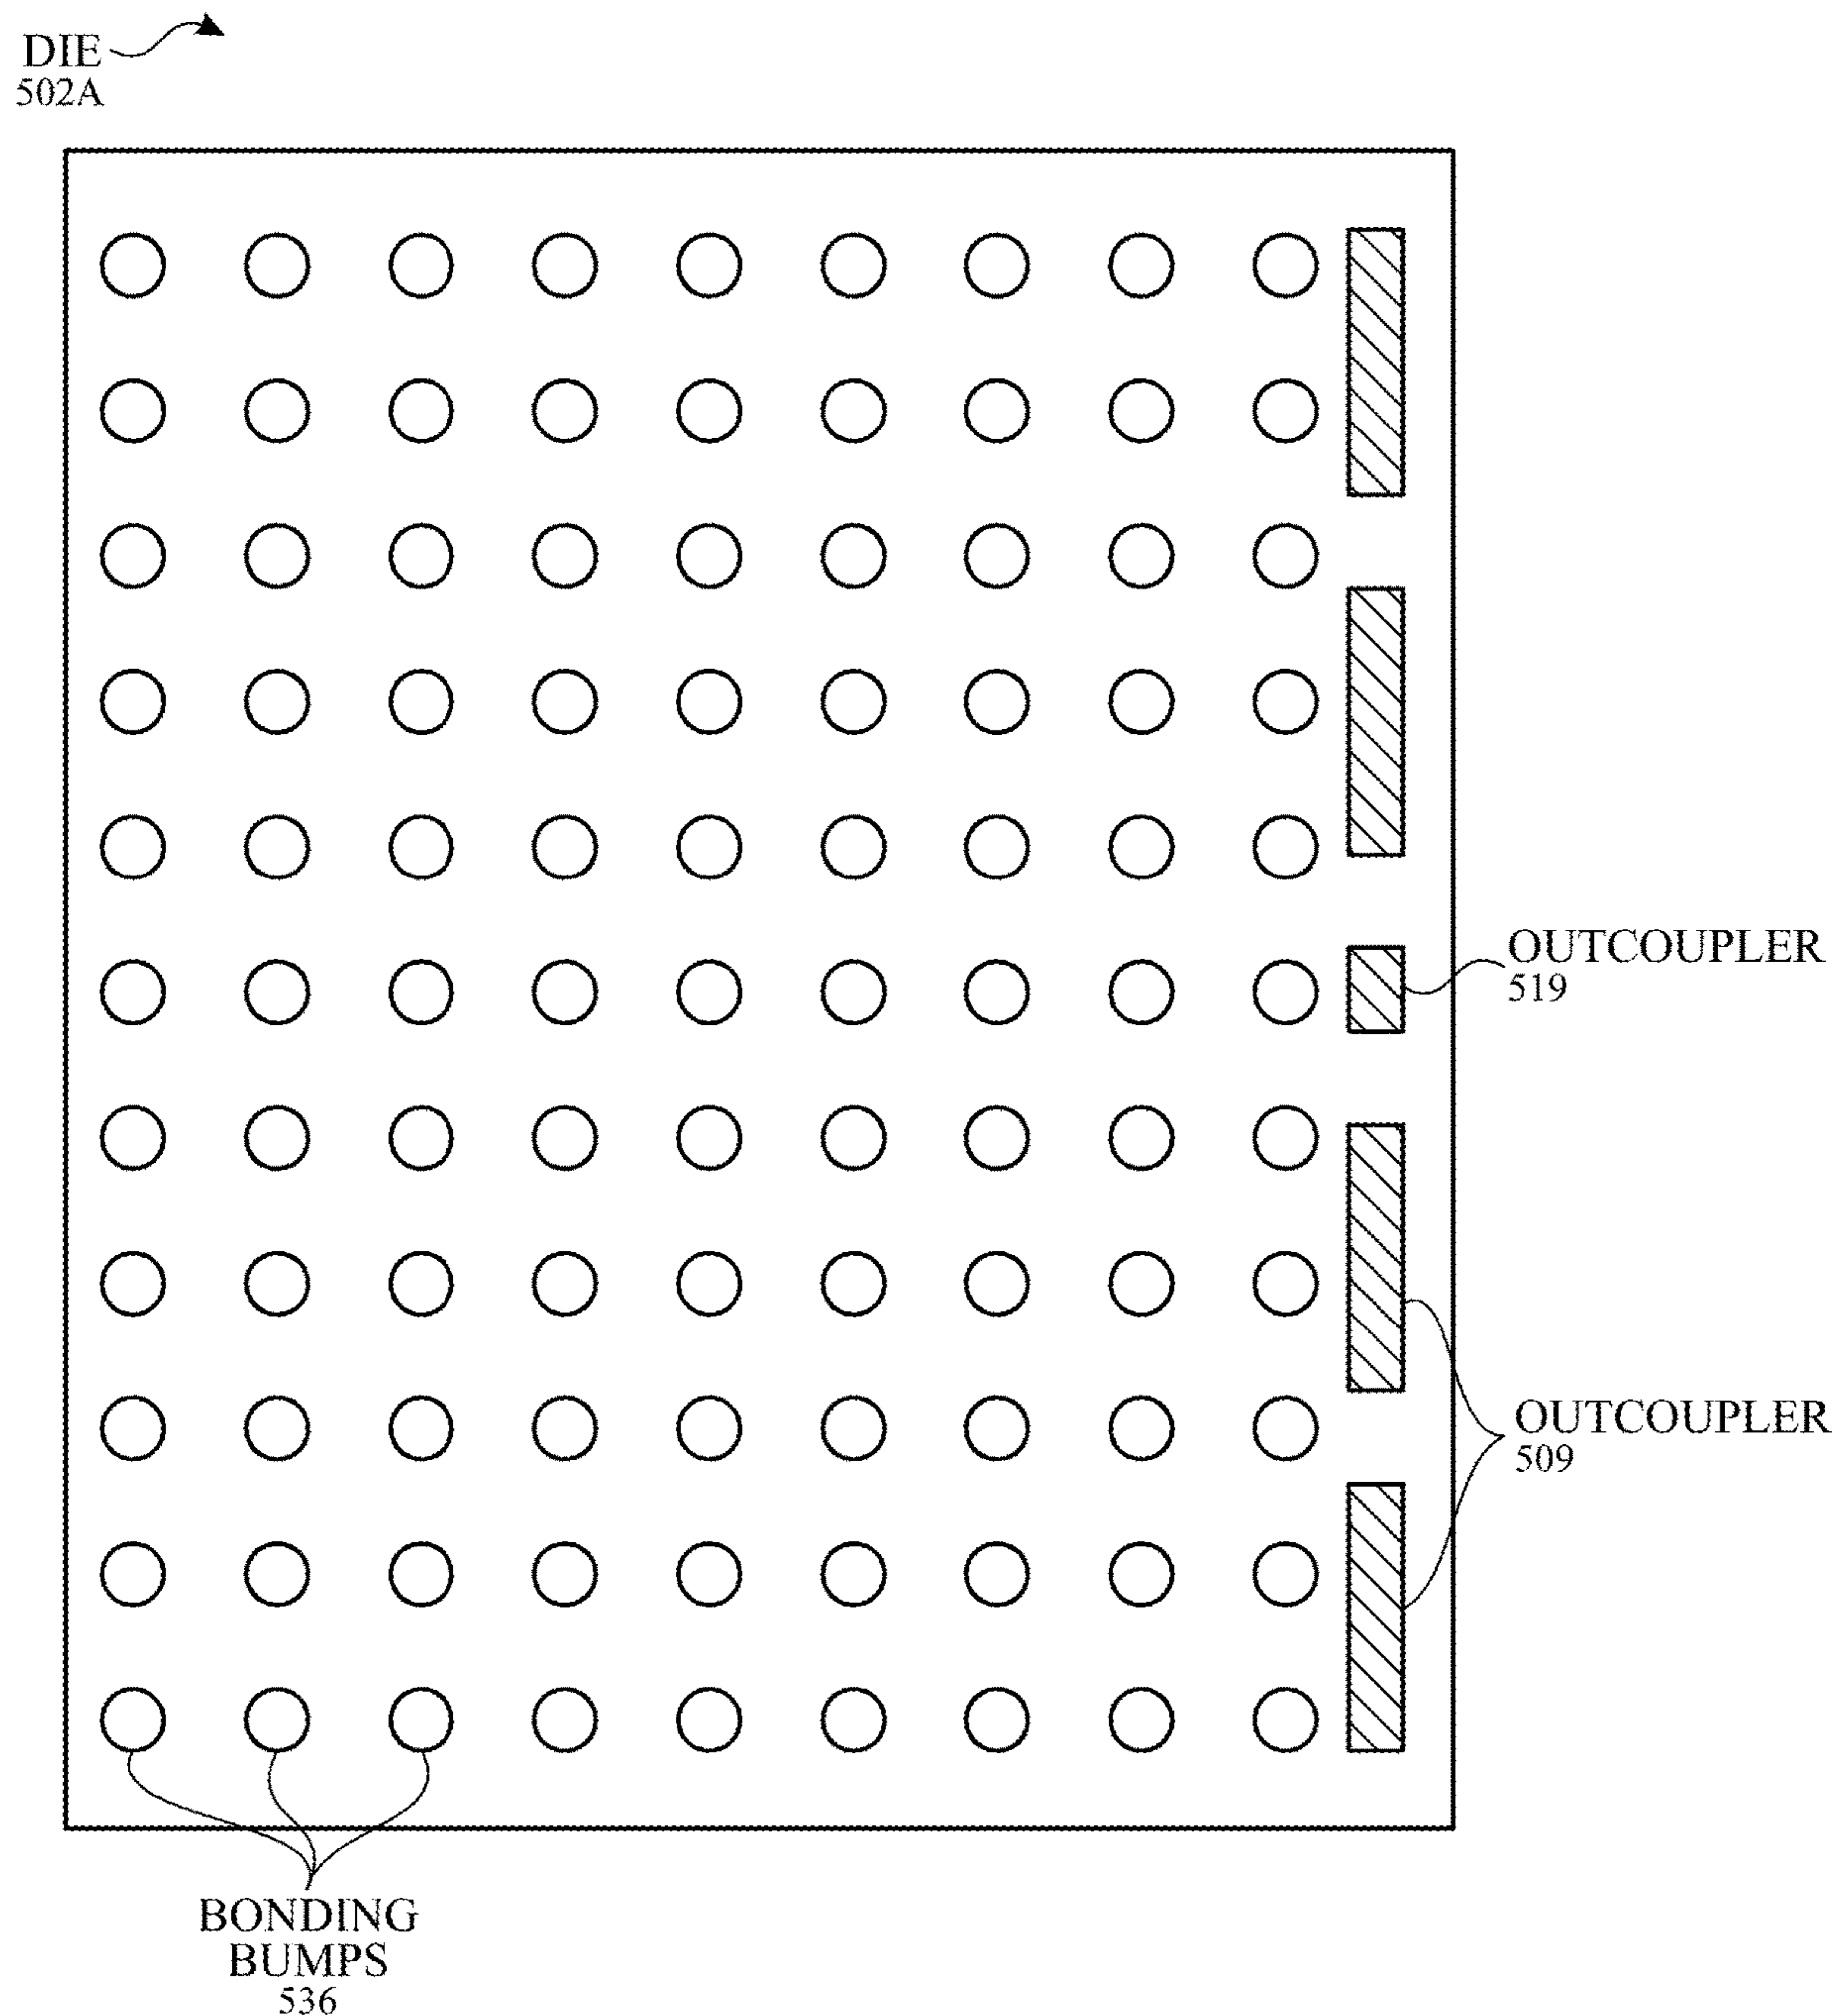 DIE
502A
OUTCOUPLER
519
OUTCOUPLER
509
BONDING
BUMPS
536